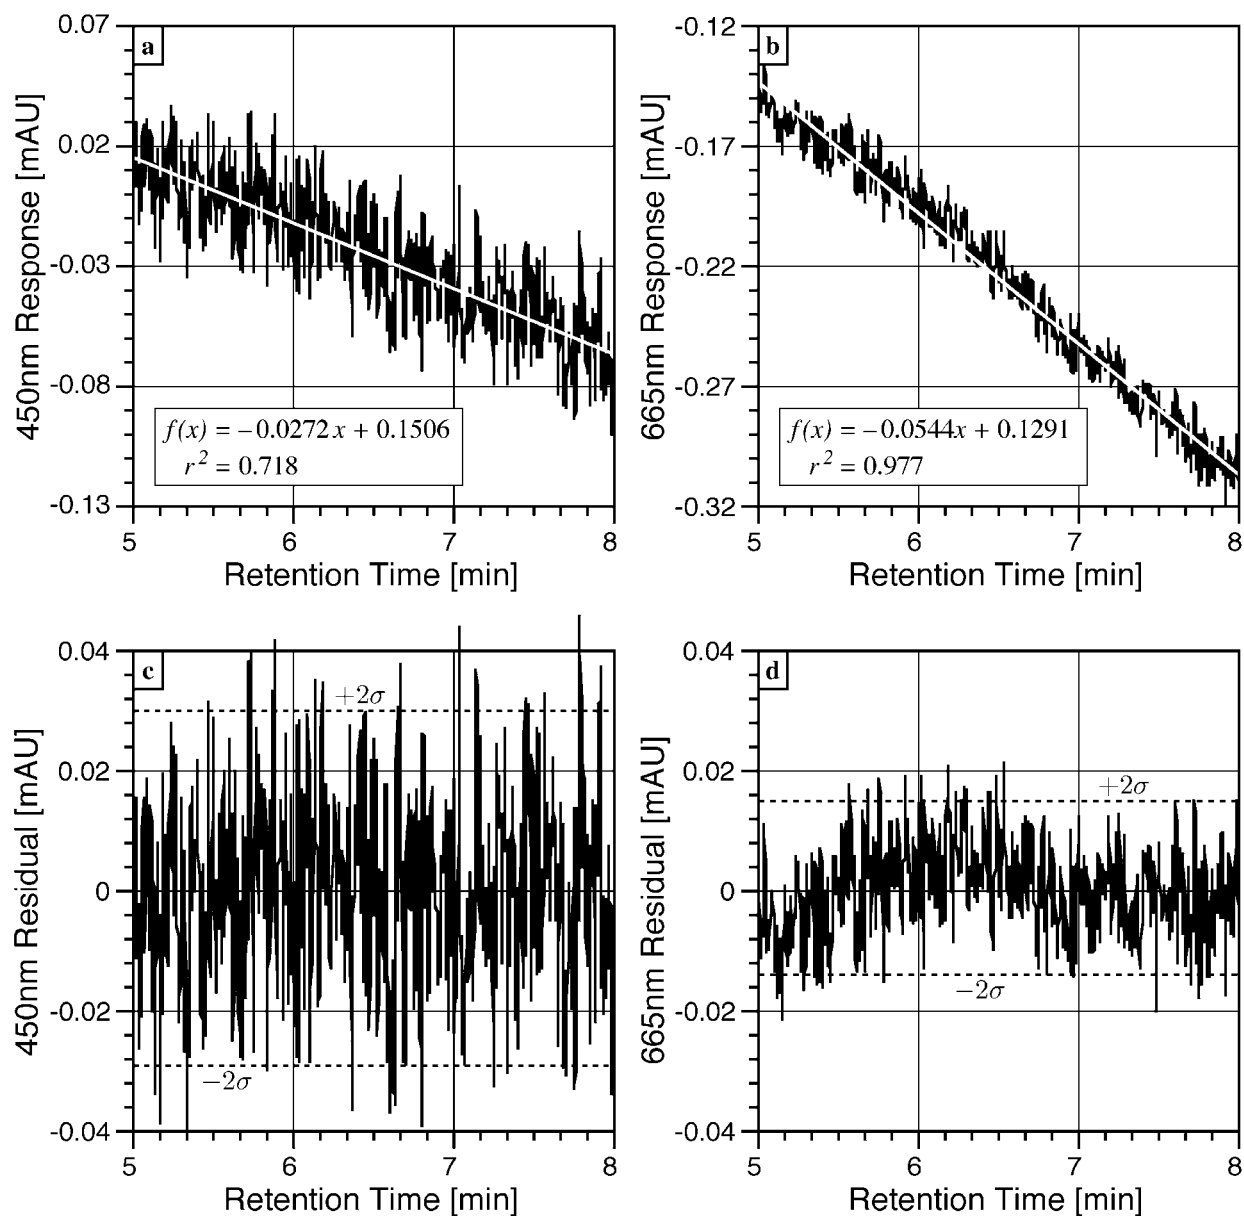 a
0.07
0.02
-0.03
-0.08
-0.13
450nm Response [mAU]
f(x) = −0.0272x + 0.1506
r² = 0.718
5 6 7 8
Retention Time [min]
b
-0.12
-0.17
-0.22
-0.27
-0.32
665nm Response [mAU]
f(x) = −0.0544x + 0.1291
r² = 0.977
5 6 7 8
Retention Time [min]
c
0.04
0.02
0
-0.02
-0.04
450nm Residual [mAU]
+2σ
−2σ
5 6 7 8
Retention Time [min]
d
0.04
0.02
0
-0.02
-0.04
665nm Residual [mAU]
+2σ
−2σ
5 6 7 8
Retention Time [min]